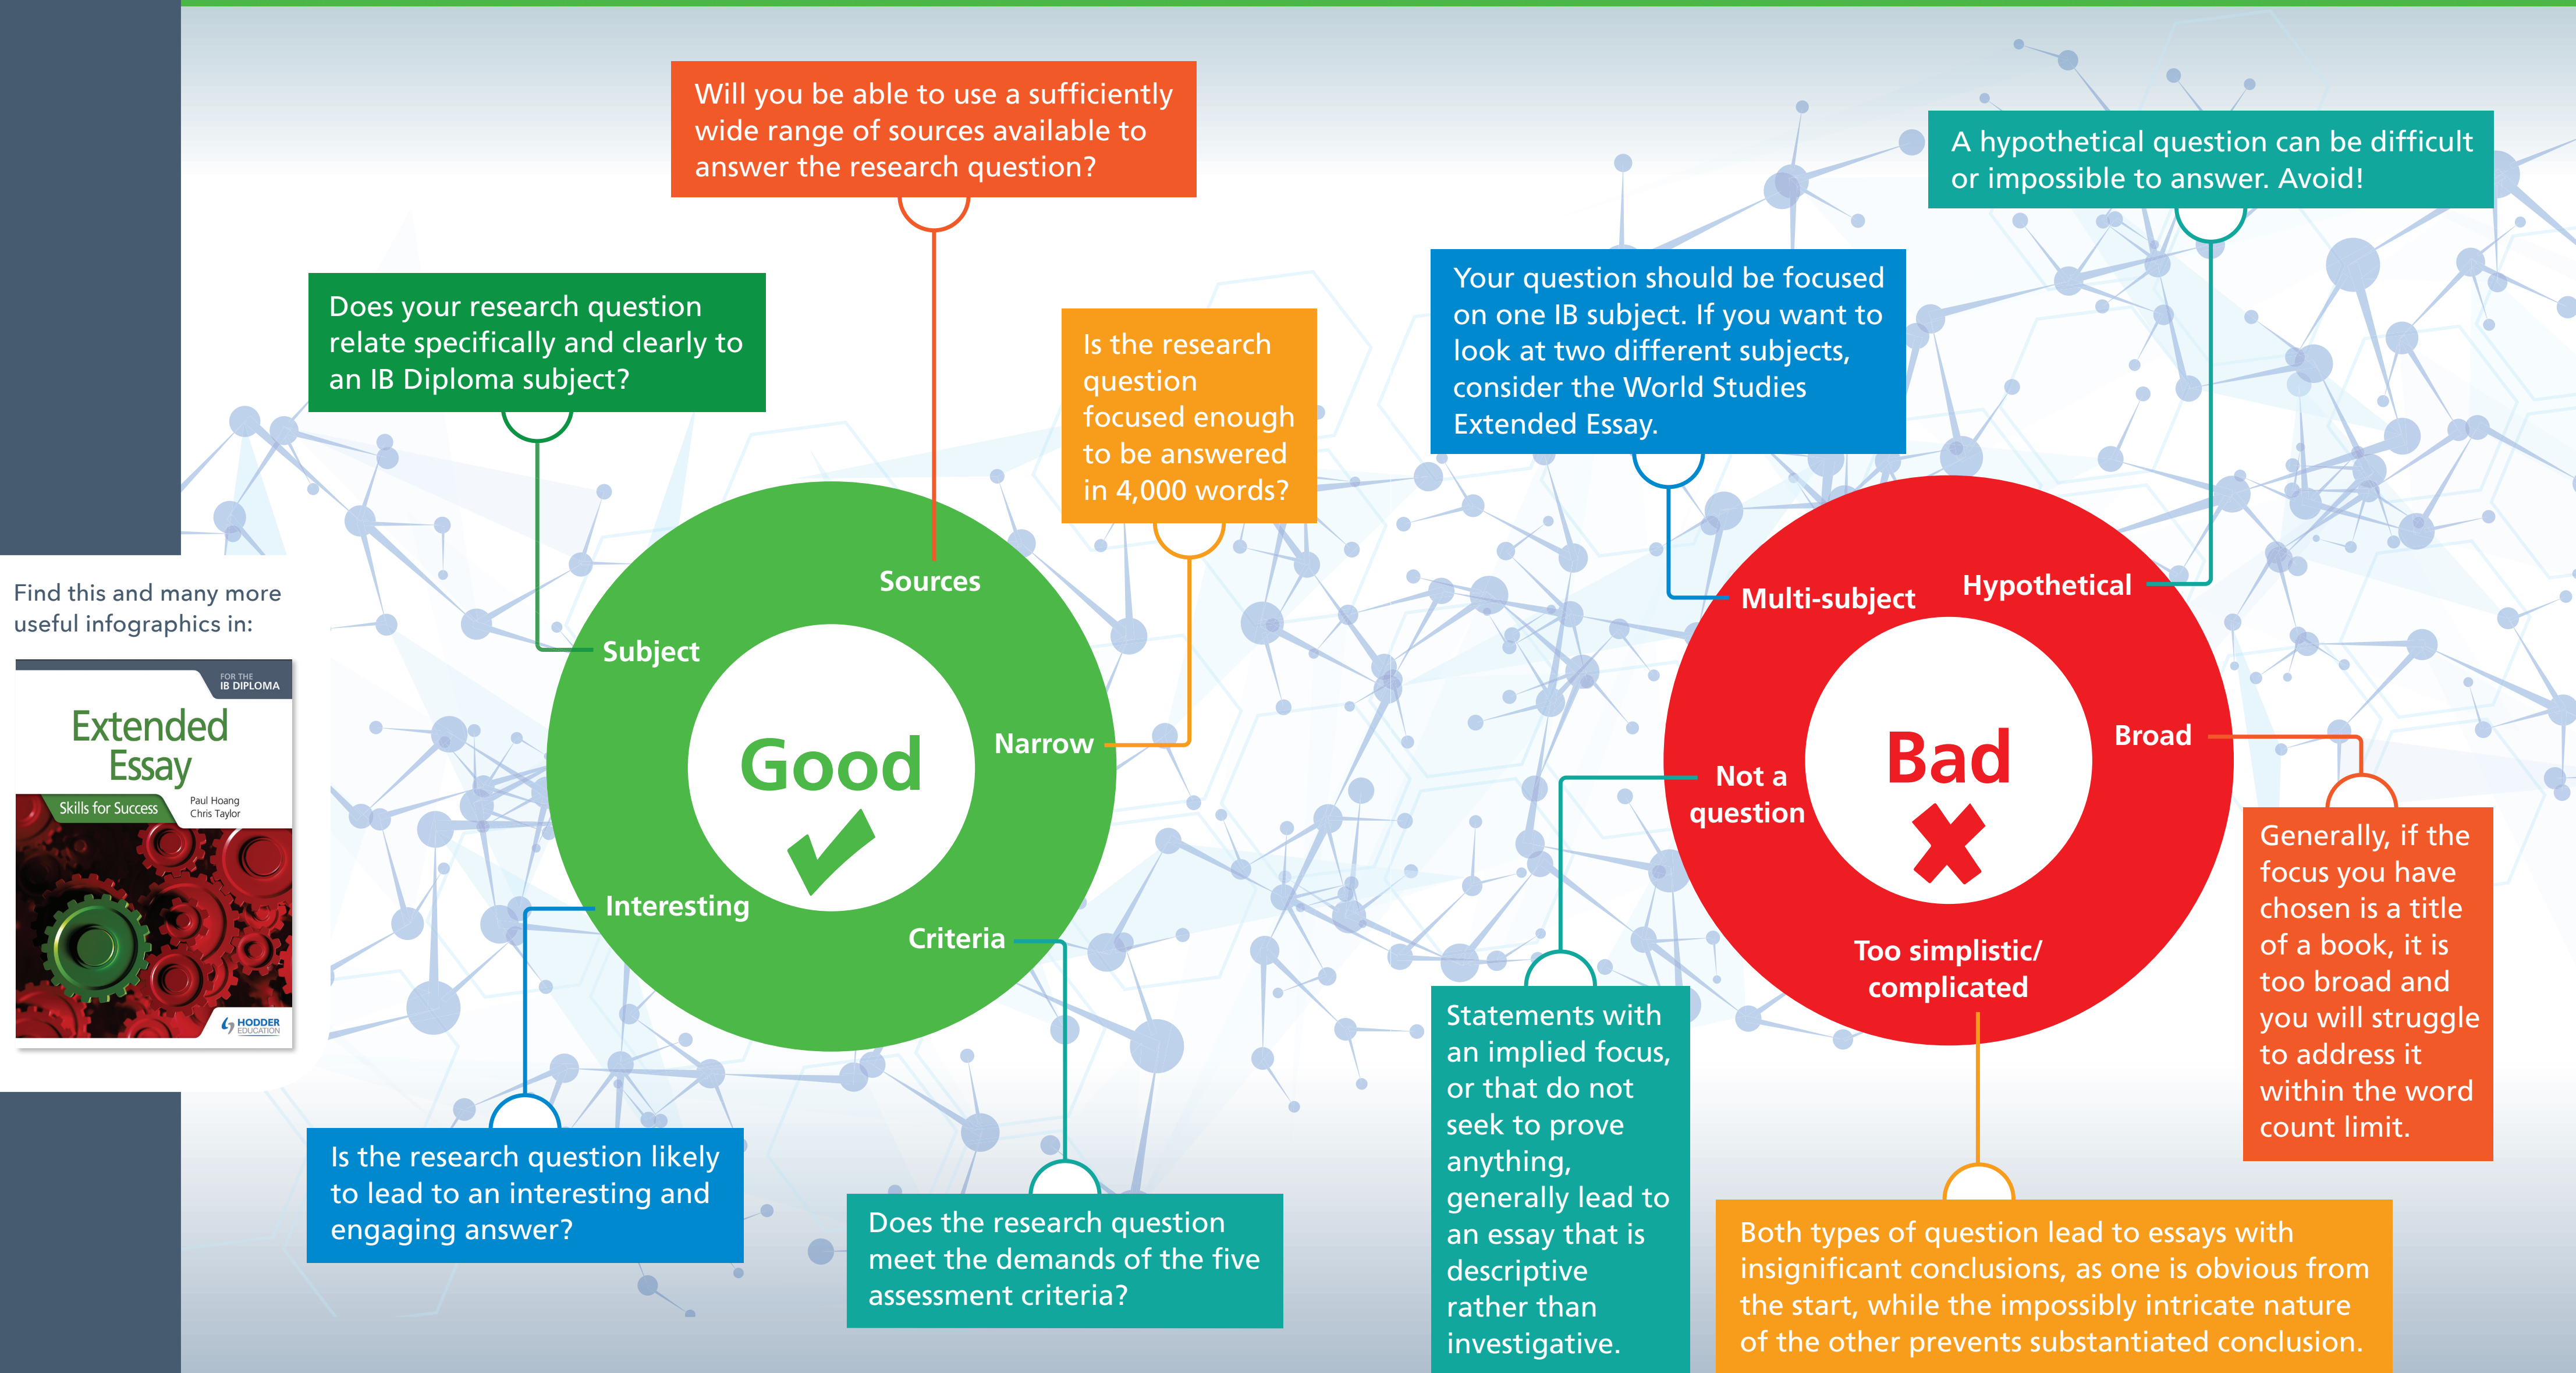 Find this and many more
useful infographics in:
FOR THE
IB DIPLOMA
Extended
Essay
Skills for Success
Paul Hoang
Chris Taylor
HODDER
EDUCATION
Good
Subject
Does your research question
relate specifically and clearly to
an IB Diploma subject?
Sources
Will you be able to use a sufficiently
wide range of sources available to
answer the research question?
Narrow
Is the research
question
focused enough
to be answered
in 4,000 words?
Criteria
Does the research question
meet the demands of the five
assessment criteria?
Interesting
Is the research question likely
to lead to an interesting and
engaging answer?
Bad
Multi-subject
Your question should be focused
on one IB subject. If you want to
look at two different subjects,
consider the World Studies
Extended Essay.
Hypothetical
A hypothetical question can be difficult
or impossible to answer. Avoid!
Broad
Generally, if the
focus you have
chosen is a title
of a book, it is
too broad and
you will struggle
to address it
within the word
count limit.
Too simplistic/
complicated
Both types of question lead to essays with
insignificant conclusions, as one is obvious from
the start, while the impossibly intricate nature
of the other prevents substantiated conclusion.
Not a
question
Statements with
an implied focus,
or that do not
seek to prove
anything,
generally lead to
an essay that is
descriptive
rather than
investigative.